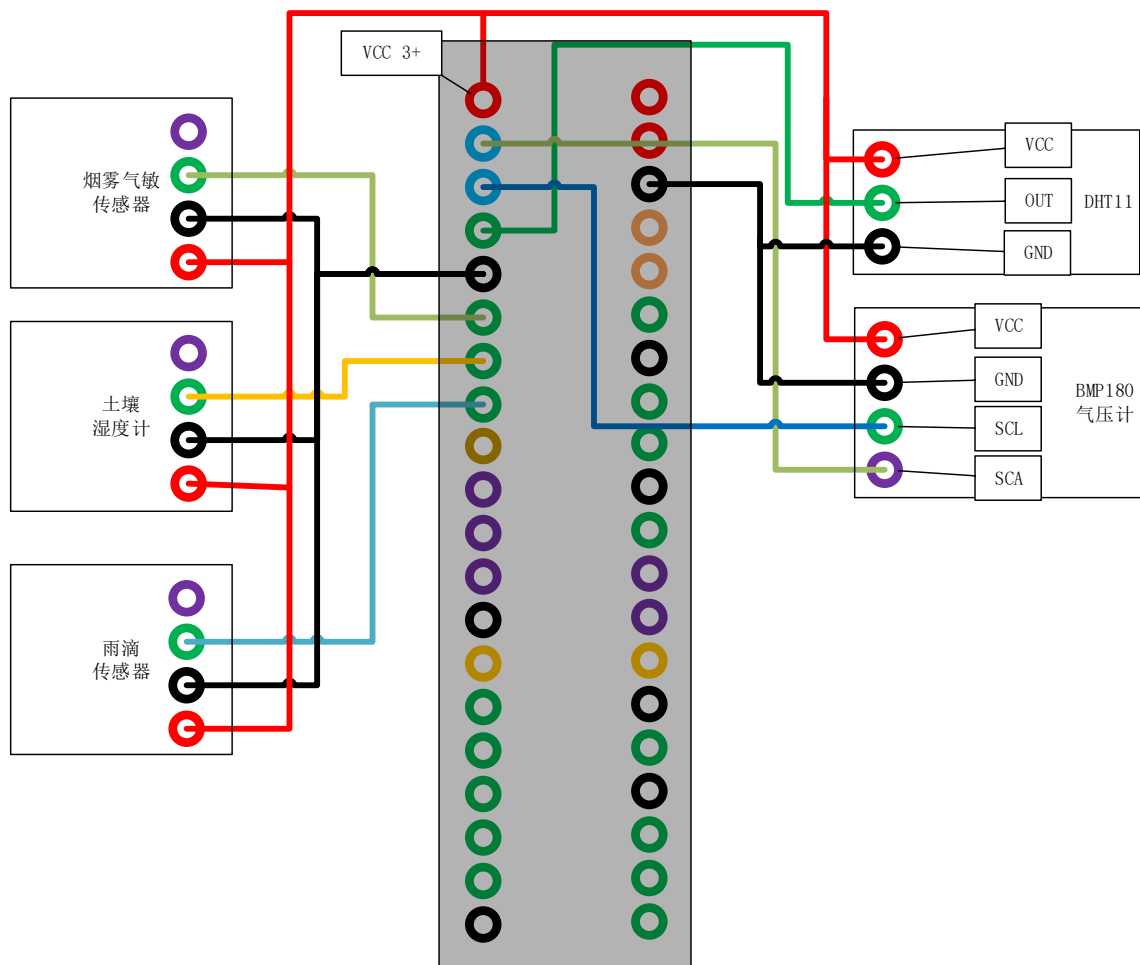 VCC 3+
烟雾气敏
传感器
土壤
湿度计
雨滴
传感器
VCC
OUT
GND
DHT11
VCC
GND
SCL
SCA
BMP180
气压计